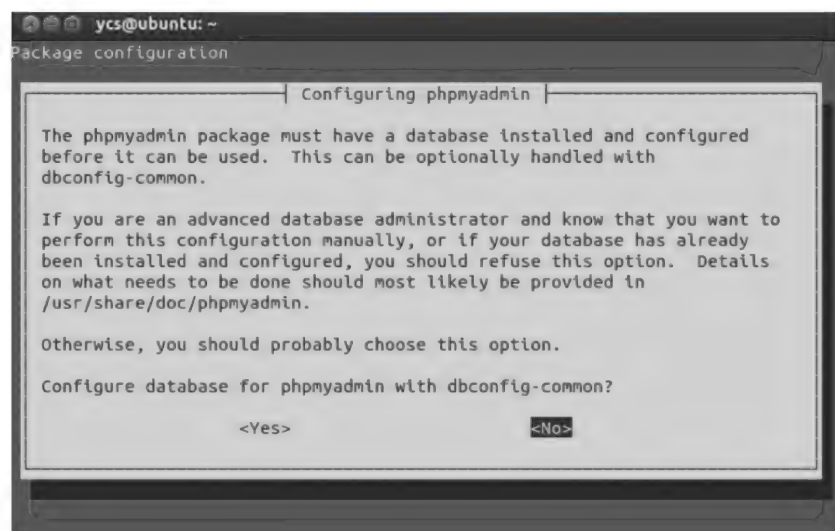 ycs@ubuntu: ~
Package configuration
Configuring phpmyadmin
The phpmyadmin package must have a database installed and configured
before it can be used.  This can be optionally handled with
dbconfig-common.
If you are an advanced database administrator and know that you want to
perform this configuration manually, or if your database has already
been installed and configured, you should refuse this option.  Details
on what needs to be done should most likely be provided in
/usr/share/doc/phpmyadmin.
Otherwise, you should probably choose this option.
Configure database for phpmyadmin with dbconfig-common?
<Yes> <No>